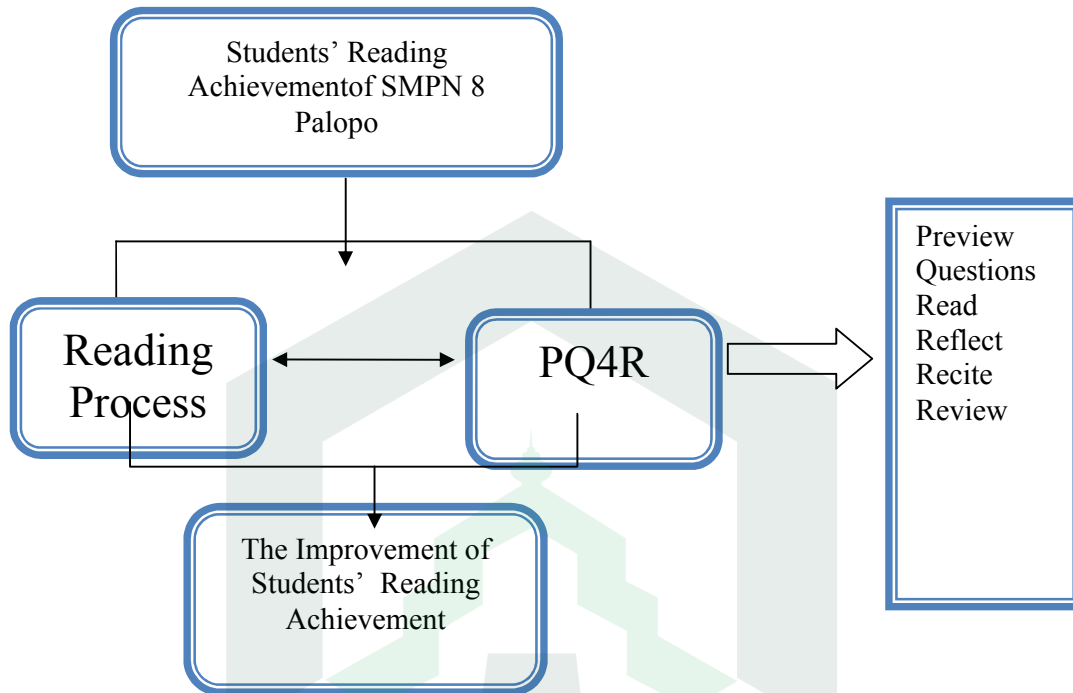 Students’ Reading
Achievementof SMPN 8
Palopo
Reading
Process
PQ4R
Preview
Questions
Read
Reflect
Recite
Review
The Improvement of
Students’ Reading
Achievement